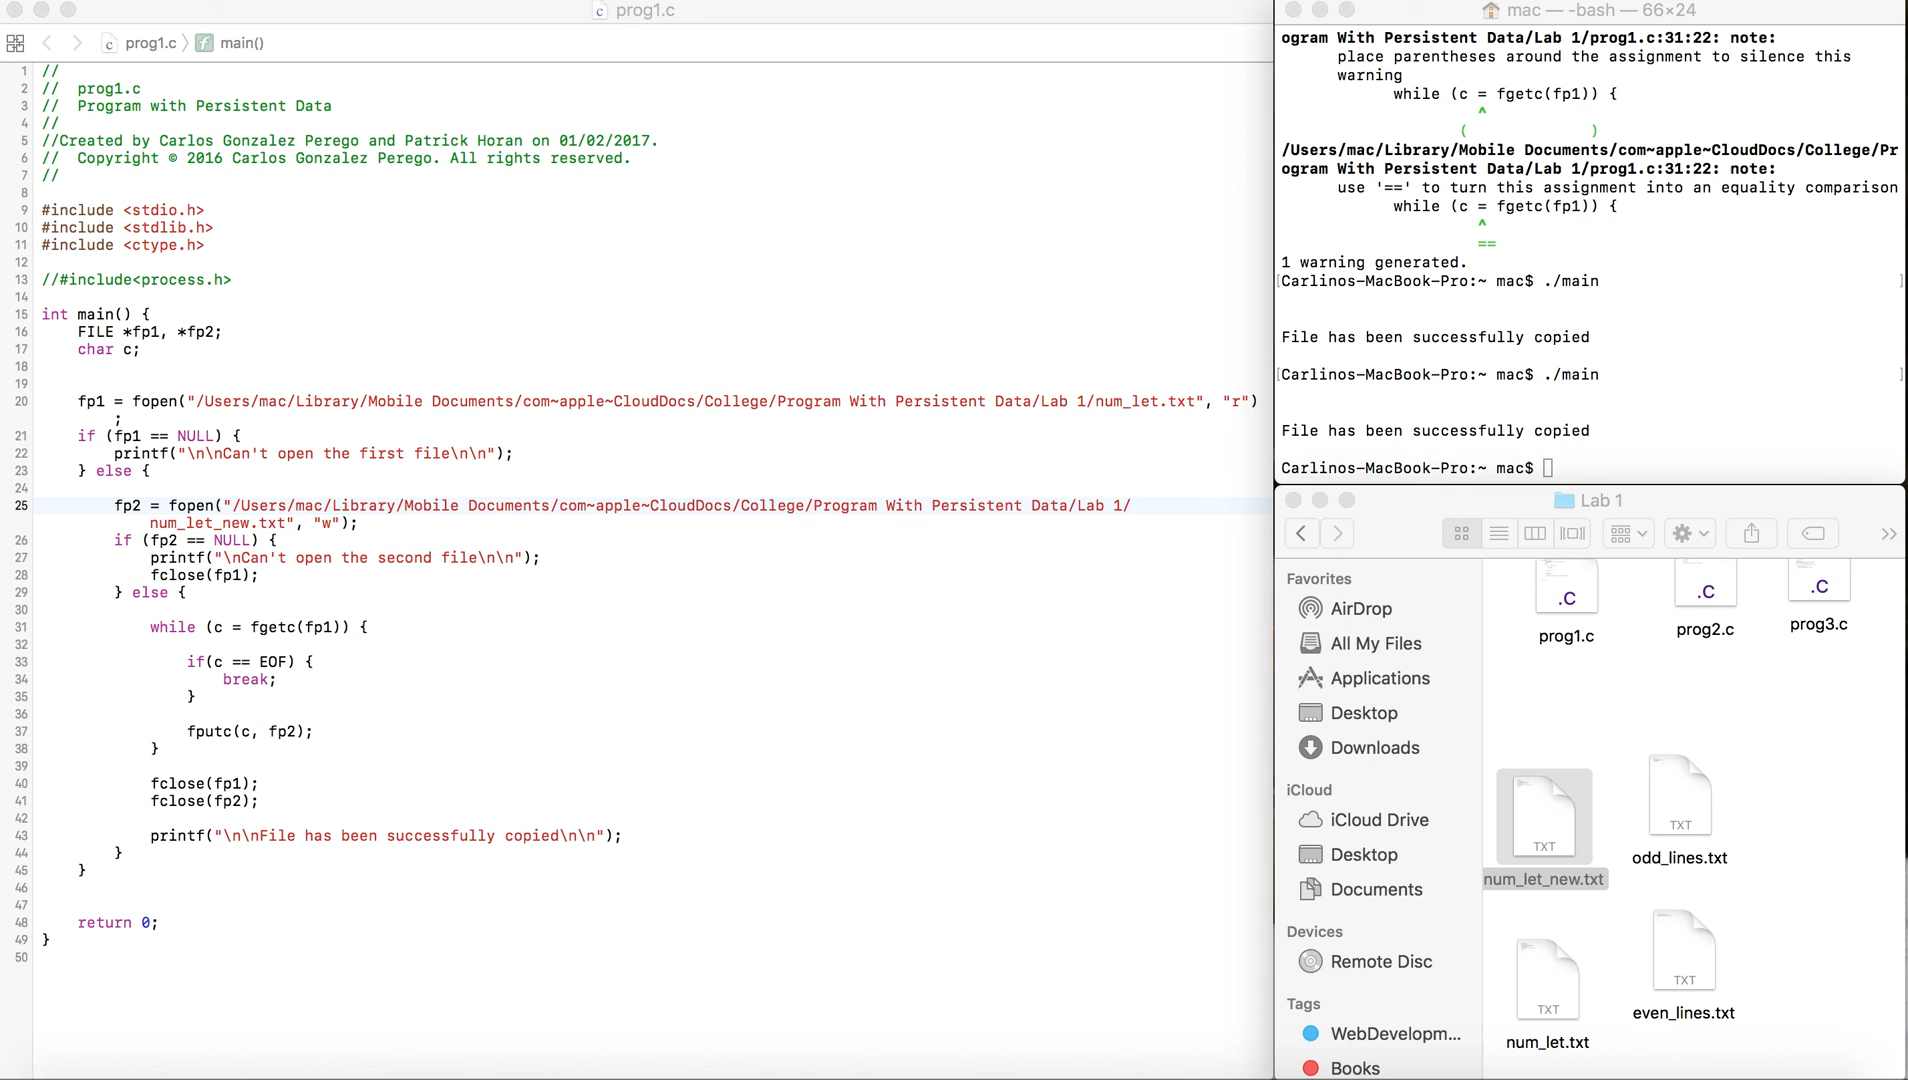 prog1.c
prog1.c
main()
1 //
2 //  prog1.c
3 //  Program with Persistent Data
4 //
5 //Created by Carlos Gonzalez Perego and Patrick Horan on 01/02/2017.
6 //  Copyright © 2016 Carlos Gonzalez Perego. All rights reserved.
7 //
8
9 #include <stdio.h>
10 #include <stdlib.h>
11 #include <ctype.h>
12
13 //#include<process.h>
14
15 int main() {
16     FILE *fp1, *fp2;
17     char c;
18
19
20     fp1 = fopen("/Users/mac/Library/Mobile Documents/com~apple~CloudDocs/College/Program With Persistent Data/Lab 1/num_let.txt", "r")
;
21     if (fp1 == NULL) {
22         printf("\n\nCan't open the first file\n\n");
23     } else {
24
25         fp2 = fopen("/Users/mac/Library/Mobile Documents/com~apple~CloudDocs/College/Program With Persistent Data/Lab 1/
num_let_new.txt", "w");
26         if (fp2 == NULL) {
27             printf("\nCan't open the second file\n\n");
28             fclose(fp1);
29         } else {
30
31             while (c = fgetc(fp1)) {
32
33                 if(c == EOF) {
34                     break;
35                 }
36
37                 fputc(c, fp2);
38             }
39
40             fclose(fp1);
41             fclose(fp2);
42
43             printf("\n\nFile has been successfully copied\n\n");
44         }
45     }
46
47
48     return 0;
49 }
50
mac — -bash — 66×24
ogram With Persistent Data/Lab 1/prog1.c:31:22: note:
place parentheses around the assignment to silence this
warning
while (c = fgetc(fp1)) {
^
(              )
/Users/mac/Library/Mobile Documents/com~apple~CloudDocs/College/Pr
ogram With Persistent Data/Lab 1/prog1.c:31:22: note:
use '==' to turn this assignment into an equality comparison
while (c = fgetc(fp1)) {
^
==
1 warning generated.
[Carlinos-MacBook-Pro:~ mac$ ./main ]
File has been successfully copied
[Carlinos-MacBook-Pro:~ mac$ ./main ]
File has been successfully copied
Carlinos-MacBook-Pro:~ mac$
Lab 1
Favorites
AirDrop
All My Files
Applications
Desktop
Downloads
iCloud
iCloud Drive
Desktop
Documents
Devices
Remote Disc
Tags
WebDevelopm...
Books
.C
.C
.C
prog1.c
prog2.c
prog3.c
TXT
num_let_new.txt
TXT
odd_lines.txt
TXT
num_let.txt
TXT
even_lines.txt